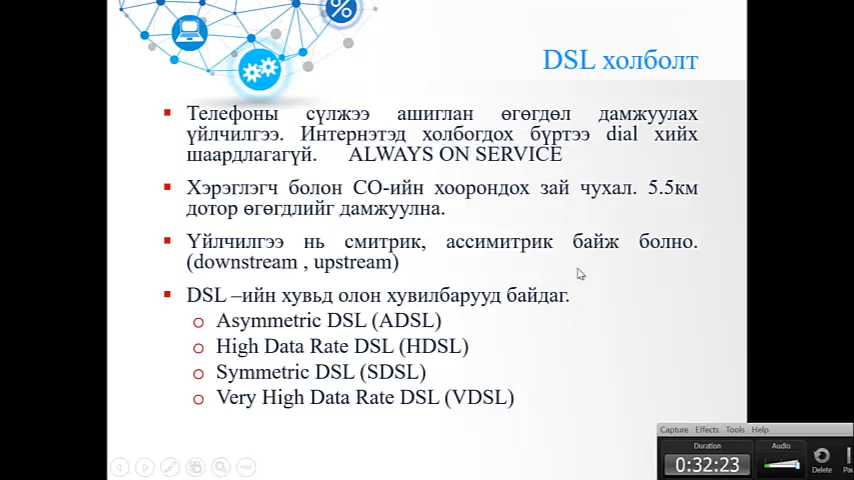 DSL холболт
Телефоны сүлжээ ашиглан өгөгдөл дамжуулах
үйлчилгээ. Интернэтэд холбогдох бүртээ dial хийх
шаардлагагүй. ALWAYS ON SERVICE
Хэрэглэгч болон CO-ийн хоорондох зай чухал. 5.5км
дотор өгөгдлийг дамжуулна.
Үйлчилгээ нь смитрик, ассимитрик байж болно.
(downstream , upstream)
DSL –ийн хувьд олон хувилбарууд байдаг.
Asymmetric DSL (ADSL)
High Data Rate DSL (HDSL)
Symmetric DSL (SDSL)
Very High Data Rate DSL (VDSL)
Capture Effects Tools Help
Duration Audio
0:32:23
Delete